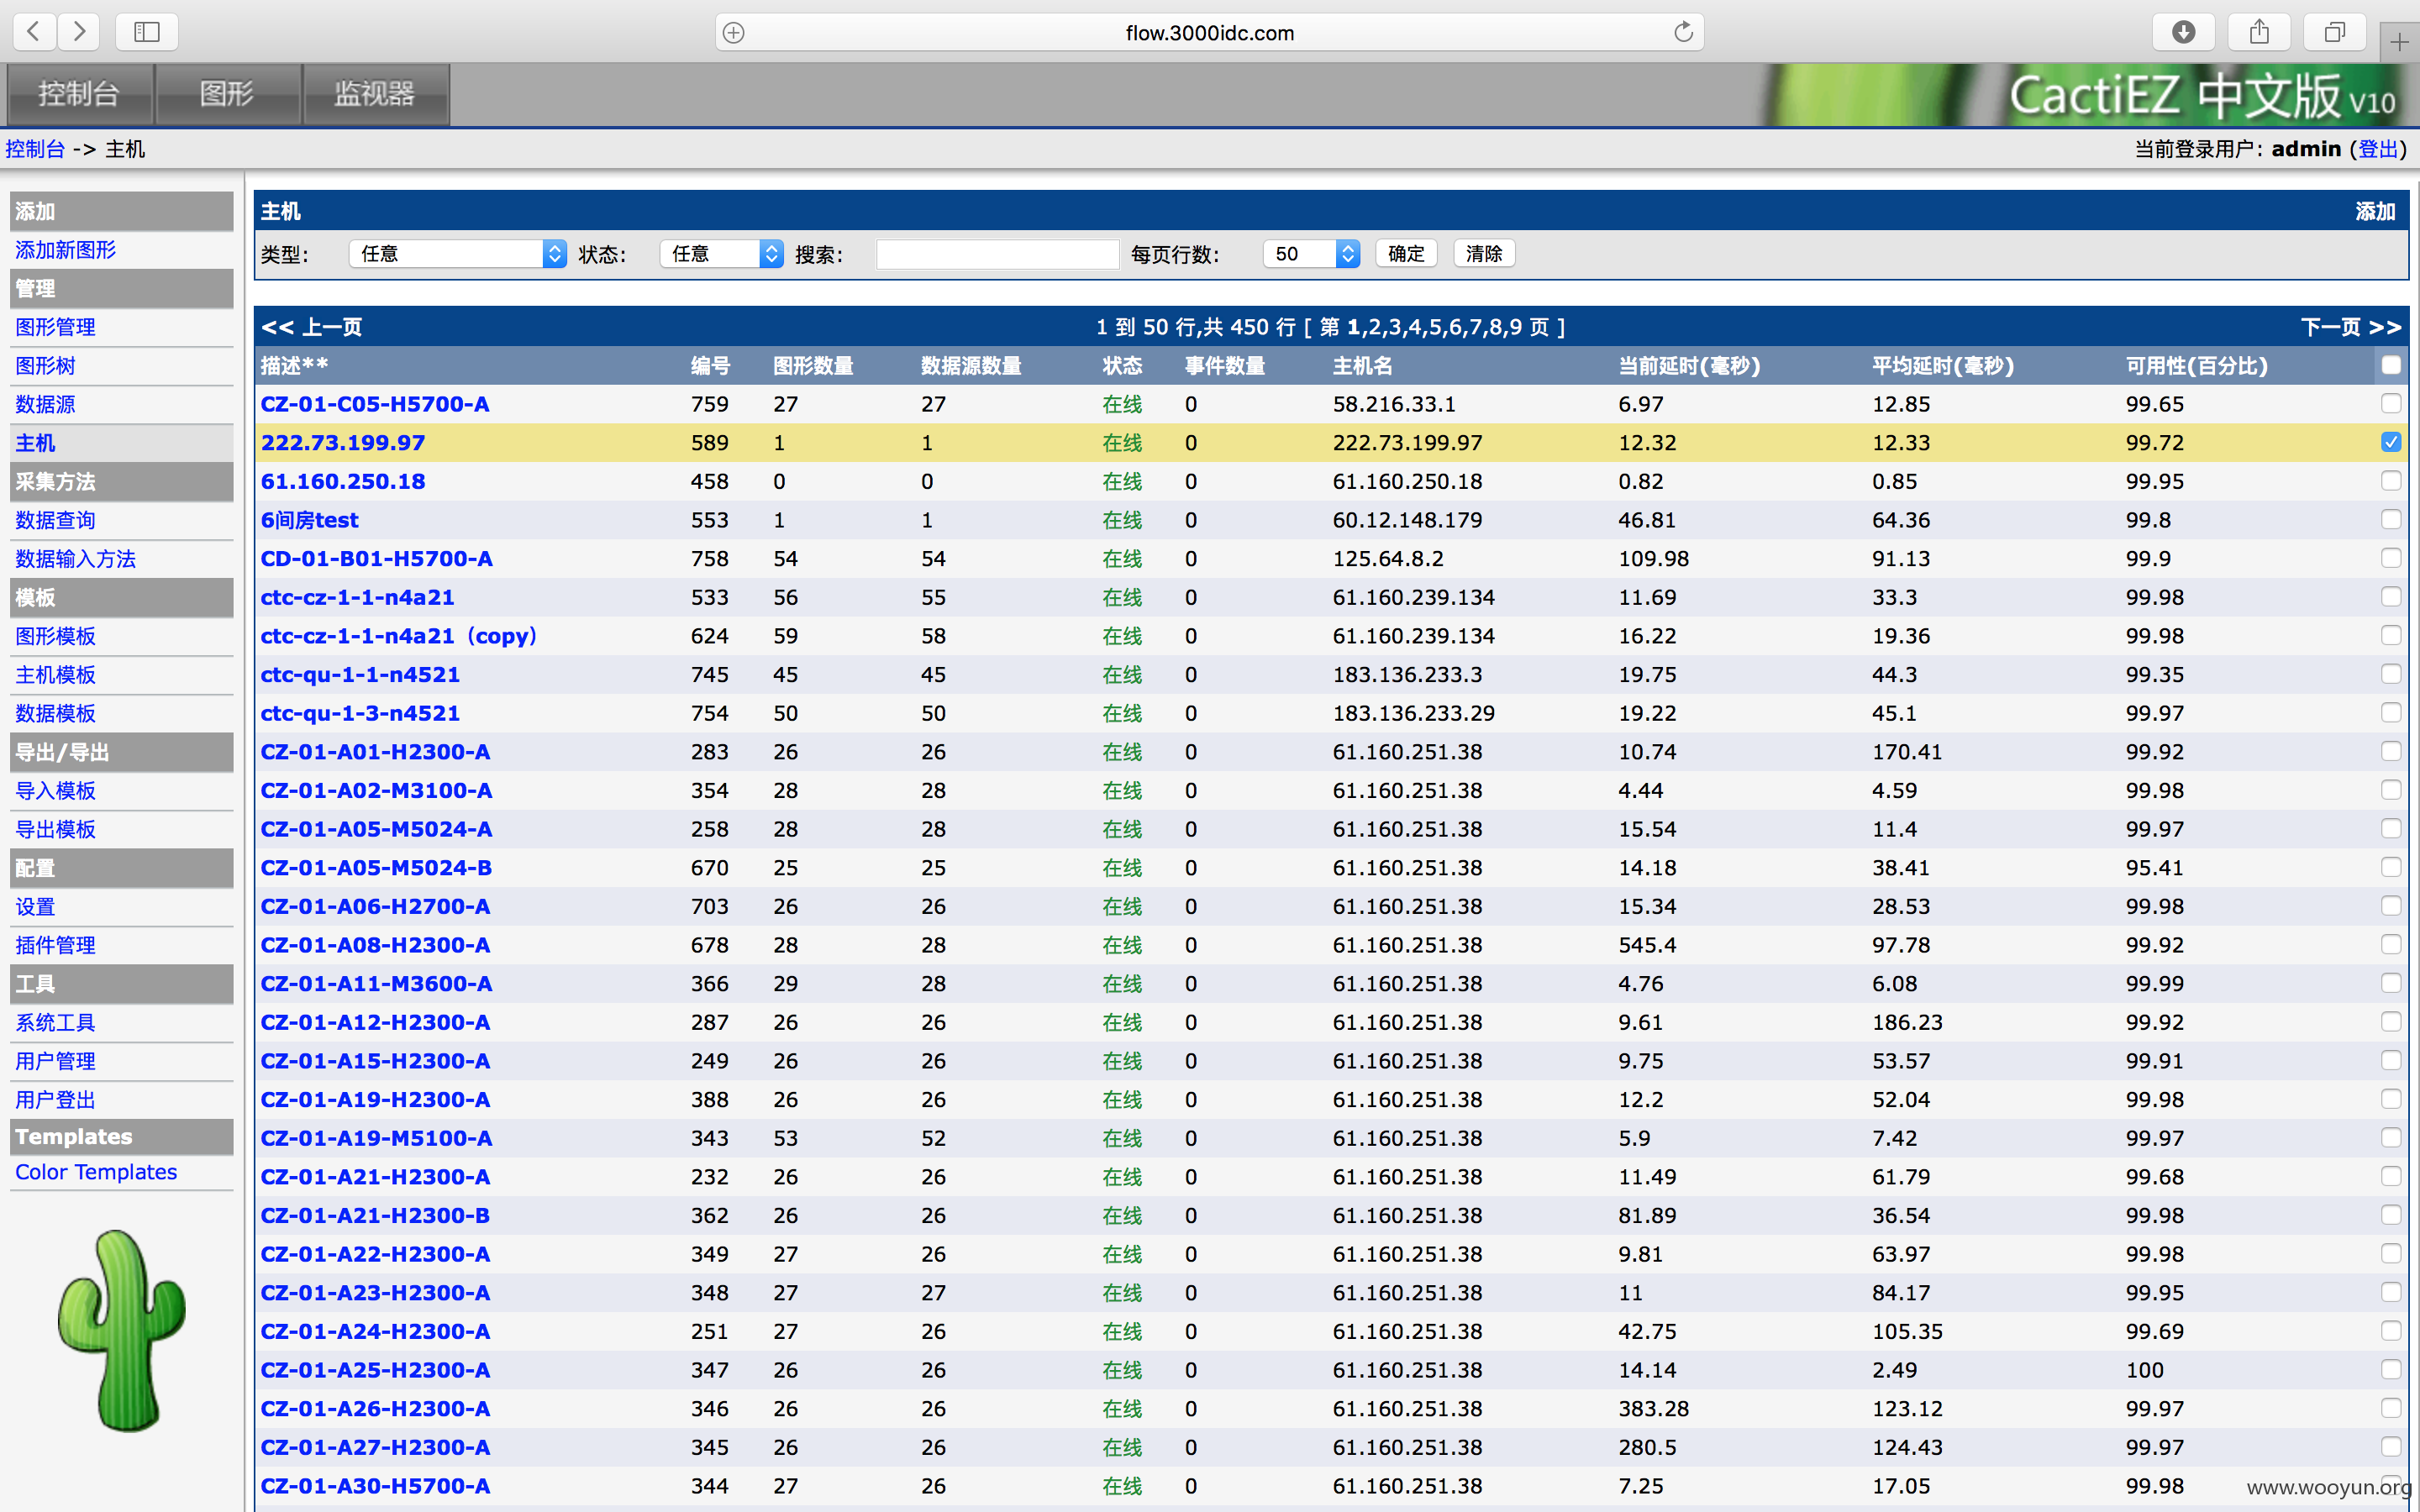 flow.3000idc.com
控制台 图形 监视器
CactiEZ 中文版 V10
控制台 -> 主机
当前登录用户: admin (登出)
添加
添加新图形
管理
图形管理
图形树
数据源
主机
采集方法
数据查询
数据输入方法
模板
图形模板
主机模板
数据模板
导出/导出
导入模板
导出模板
配置
设置
插件管理
工具
系统工具
用户管理
用户登出
Templates
Color Templates
主机 添加
类型: 任意 状态: 任意 搜索: 每页行数: 50 确定 清除
<< 上一页 1 到 50 行,共 450 行 [ 第 1,2,3,4,5,6,7,8,9 页 ] 下一页 >>
描述** 编号 图形数量 数据源数量 状态 事件数量 主机名 当前延时(毫秒) 平均延时(毫秒) 可用性(百分比)
CZ-01-C05-H5700-A 759 27 27 在线 0 58.216.33.1 6.97 12.85 99.65
222.73.199.97 589 1 1 在线 0 222.73.199.97 12.32 12.33 99.72
61.160.250.18 458 0 0 在线 0 61.160.250.18 0.82 0.85 99.95
6间房test 553 1 1 在线 0 60.12.148.179 46.81 64.36 99.8
CD-01-B01-H5700-A 758 54 54 在线 0 125.64.8.2 109.98 91.13 99.9
ctc-cz-1-1-n4a21 533 56 55 在线 0 61.160.239.134 11.69 33.3 99.98
ctc-cz-1-1-n4a21（copy） 624 59 58 在线 0 61.160.239.134 16.22 19.36 99.98
ctc-qu-1-1-n4521 745 45 45 在线 0 183.136.233.3 19.75 44.3 99.35
ctc-qu-1-3-n4521 754 50 50 在线 0 183.136.233.29 19.22 45.1 99.97
CZ-01-A01-H2300-A 283 26 26 在线 0 61.160.251.38 10.74 170.41 99.92
CZ-01-A02-M3100-A 354 28 28 在线 0 61.160.251.38 4.44 4.59 99.98
CZ-01-A05-M5024-A 258 28 28 在线 0 61.160.251.38 15.54 11.4 99.97
CZ-01-A05-M5024-B 670 25 25 在线 0 61.160.251.38 14.18 38.41 95.41
CZ-01-A06-H2700-A 703 26 26 在线 0 61.160.251.38 15.34 28.53 99.98
CZ-01-A08-H2300-A 678 28 28 在线 0 61.160.251.38 545.4 97.78 99.92
CZ-01-A11-M3600-A 366 29 28 在线 0 61.160.251.38 4.76 6.08 99.99
CZ-01-A12-H2300-A 287 26 26 在线 0 61.160.251.38 9.61 186.23 99.92
CZ-01-A15-H2300-A 249 26 26 在线 0 61.160.251.38 9.75 53.57 99.91
CZ-01-A19-H2300-A 388 26 26 在线 0 61.160.251.38 12.2 52.04 99.98
CZ-01-A19-M5100-A 343 53 52 在线 0 61.160.251.38 5.9 7.42 99.97
CZ-01-A21-H2300-A 232 26 26 在线 0 61.160.251.38 11.49 61.79 99.68
CZ-01-A21-H2300-B 362 26 26 在线 0 61.160.251.38 81.89 36.54 99.98
CZ-01-A22-H2300-A 349 27 26 在线 0 61.160.251.38 9.81 63.97 99.98
CZ-01-A23-H2300-A 348 27 27 在线 0 61.160.251.38 11 84.17 99.95
CZ-01-A24-H2300-A 251 27 26 在线 0 61.160.251.38 42.75 105.35 99.69
CZ-01-A25-H2300-A 347 26 26 在线 0 61.160.251.38 14.14 2.49 100
CZ-01-A26-H2300-A 346 26 26 在线 0 61.160.251.38 383.28 123.12 99.97
CZ-01-A27-H2300-A 345 26 26 在线 0 61.160.251.38 280.5 124.43 99.97
CZ-01-A30-H5700-A 344 27 26 在线 0 61.160.251.38 7.25 17.05 99.98
www.wooyun.org